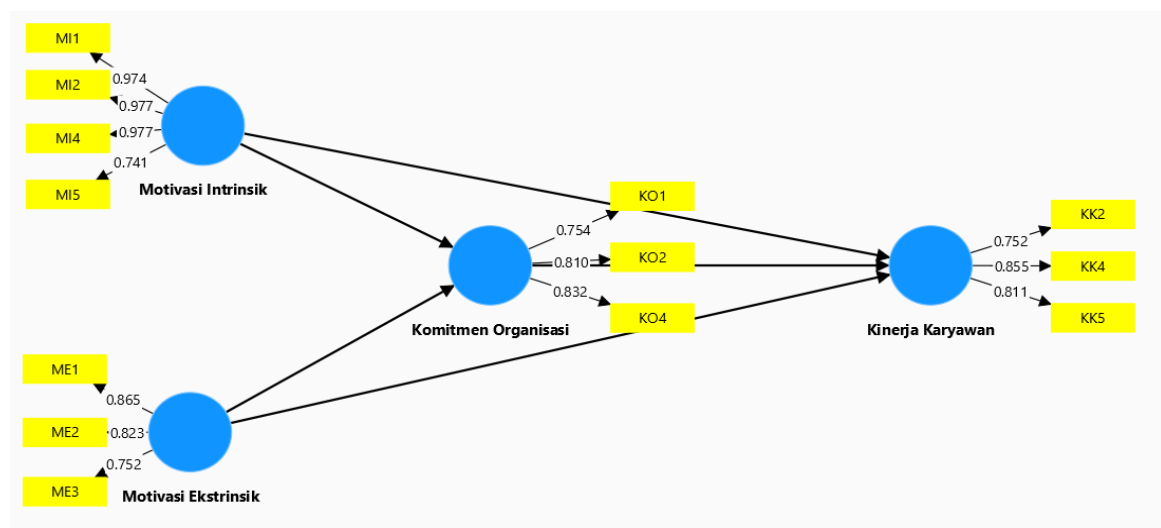 MI1
0.974
MI2
0.977
MI4
0.977
MI5
0.741
Motivasi Intrinsik
KO1
0.754
KO2
0.810
KO4
0.832
Komitmen Organisasi
KK2
0.752
KK4
0.855
KK5
0.811
Kinerja Karyawan
ME1
0.865
ME2
0.823
ME3
0.752
Motivasi Ekstrinsik